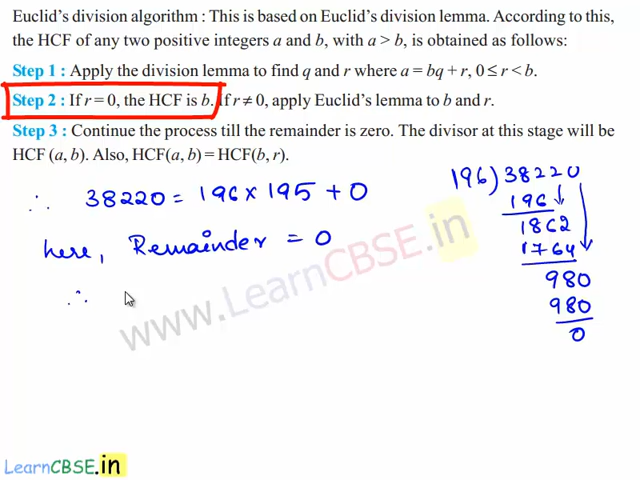 Euclid's division algorithm : This is based on Euclid's division lemma. According to this,
the HCF of any two positive integers a and b, with a > b, is obtained as follows:
Step 1 : Apply the division lemma to find q and r where a = bq + r, 0 ≤ r < b.
Step 2 : If r = 0, the HCF is b. If r ≠ 0, apply Euclid's lemma to b and r.
Step 3 : Continue the process till the remainder is zero. The divisor at this stage will be
HCF (a, b). Also, HCF(a, b) = HCF(b, r).
∴ 38220 = 196 × 195 + 0
here, Remainder = 0
∴
196) 38220
196
1862
1764
980
980
0
www.LearnCBSE.in
LearnCBSE.in